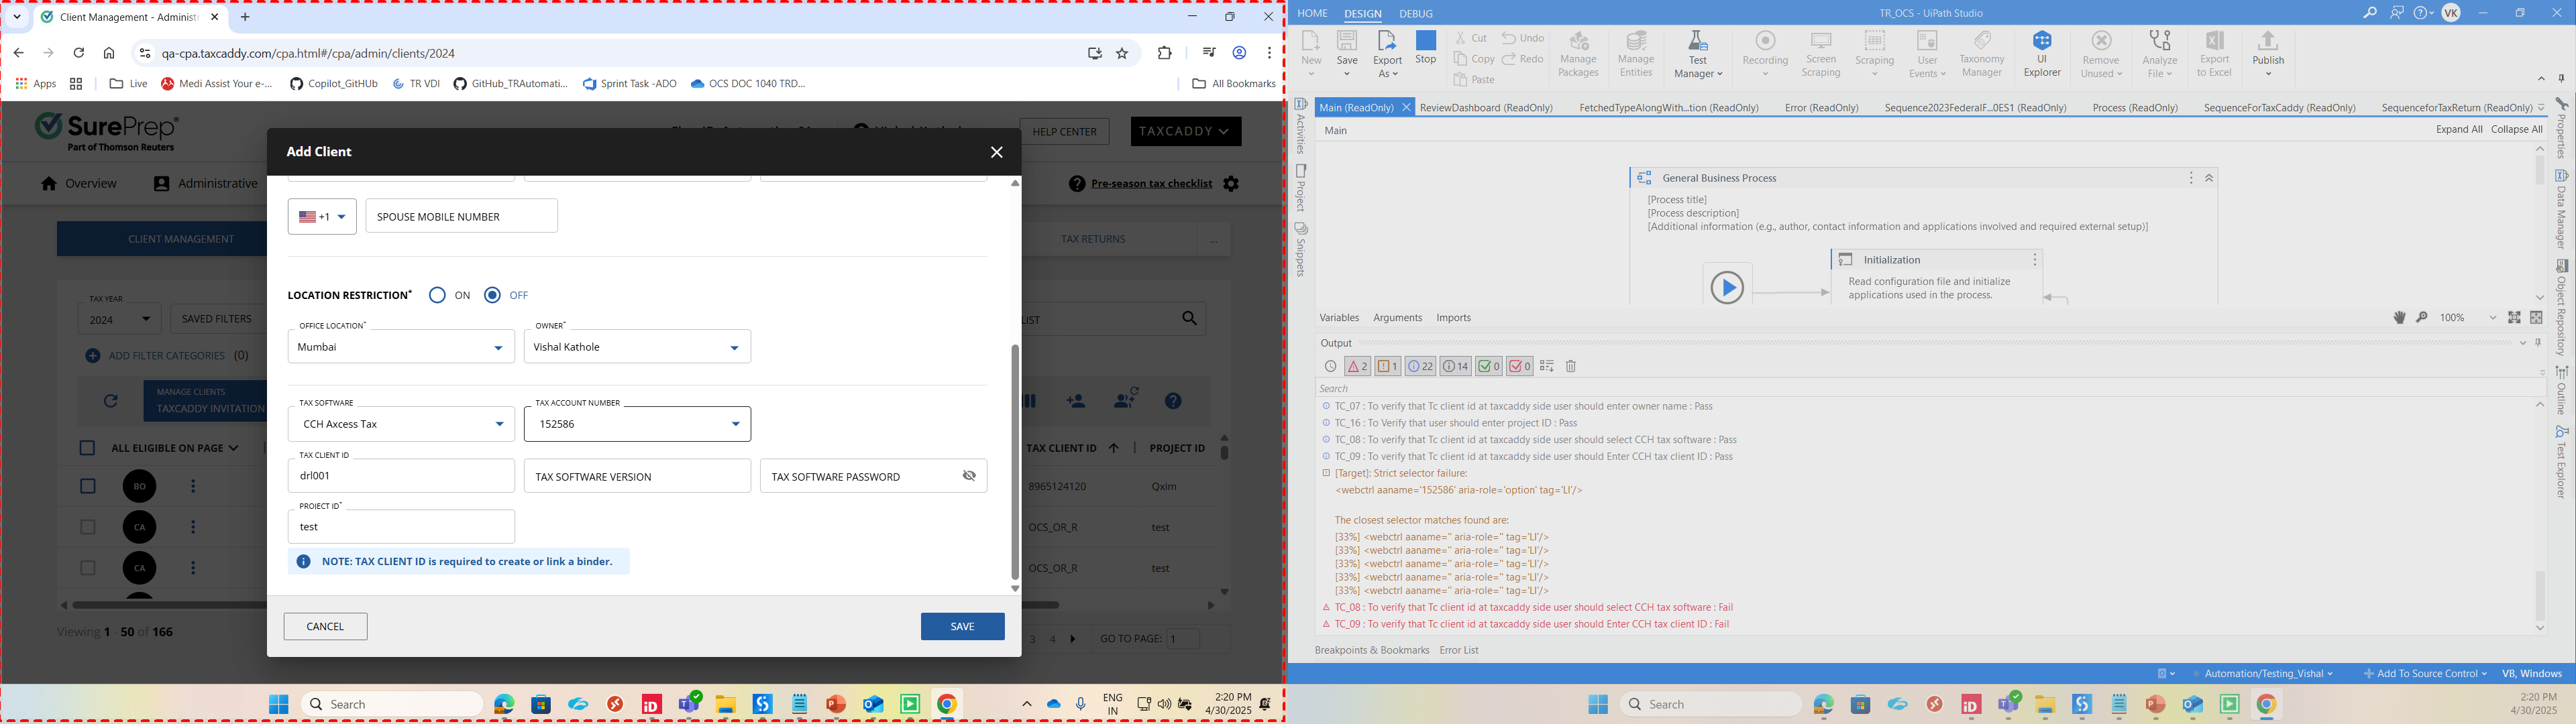 Client Management - Administr
qa-cpa.taxcaddy.com/cpa.html#/cpa/admin/clients/2024
Apps
Live
Medi Assist Your e-...
Copilot_GitHUb
TR VDI
GitHub_TRAutomati...
Sprint Task -ADO
OCS DOC 1040 TRD...
All Bookmarks
SurePrep®
Part of Thomson Reuters
HELP CENTER
TAXCADDY
Overview
Administrative
Pre-season tax checklist
CLIENT MANAGEMENT
TAX RETURNS
...
TAX YEAR
2024
SAVED FILTERS
LIST
ADD FILTER CATEGORIES (0)
MANAGE CLIENTS
TAXCADDY INVITATION
ALL ELIGIBLE ON PAGE
TAX CLIENT ID
PROJECT ID
BO
8965124120
Qxim
CA
OCS_OR_R
test
CA
OCS_OR_R
test
Viewing 1 - 50 of 166
3
4
GO TO PAGE:
1
Add Client
+1
SPOUSE MOBILE NUMBER
LOCATION RESTRICTION*
ON
OFF
OFFICE LOCATION*
Mumbai
OWNER*
Vishal Kathole
TAX SOFTWARE
CCH Axcess Tax
TAX ACCOUNT NUMBER
152586
TAX CLIENT ID
drl001
TAX SOFTWARE VERSION
TAX SOFTWARE PASSWORD
PROJECT ID*
test
NOTE: TAX CLIENT ID is required to create or link a binder.
CANCEL
SAVE
Search
ENG
IN
2:20 PM
4/30/2025
HOME
DESIGN
DEBUG
TR_OCS - UiPath Studio
VK
New
Save
Export
As
Stop
Cut
Copy
Paste
Undo
Redo
Manage
Packages
Manage
Entities
Test
Manager
Recording
Screen
Scraping
Scraping
User
Events
Taxonomy
Manager
UI
Explorer
Remove
Unused
Analyze
File
Export
to Excel
Publish
Main (ReadOnly)
ReviewDashboard (ReadOnly)
FetchedTypeAlongWith...tion (ReadOnly)
Error (ReadOnly)
Sequence2023FederalF...0ES1 (ReadOnly)
Process (ReadOnly)
SequenceForTaxCaddy (ReadOnly)
SequenceforTaxReturn (ReadOnly)
Main
Expand All
Collapse All
Activities
Project
Snippets
General Business Process
[Process title]
[Process description]
[Additional information (e.g., author, contact information and applications involved and required external setup)]
Initialization
Read configuration file and initialize
applications used in the process.
Variables
Arguments
Imports
100%
Output
2
1
22
14
0
0
Search
TC_07 : To verify that Tc client id at taxcaddy side user should enter owner name : Pass
TC_16 : To Verify that user should enter project ID : Pass
TC_08 : To verify that Tc client id at taxcaddy side user should select CCH tax software : Pass
TC_09 : To verify that Tc client id at taxcaddy side user should Enter CCH tax client ID : Pass
[Target]: Strict selector failure:
<webctrl aaname='152586' aria-role='option' tag='LI'/>
The closest selector matches found are:
[33%] <webctrl aaname='' aria-role='' tag='LI'/>
[33%] <webctrl aaname='' aria-role='' tag='LI'/>
[33%] <webctrl aaname='' aria-role='' tag='LI'/>
[33%] <webctrl aaname='' aria-role='' tag='LI'/>
[33%] <webctrl aaname='' aria-role='' tag='LI'/>
TC_08 : To verify that Tc client id at taxcaddy side user should select CCH tax software : Fail
TC_09 : To verify that Tc client id at taxcaddy side user should Enter CCH tax client ID : Fail
Breakpoints & Bookmarks
Error List
Properties
Data Manager
Object Repository
Outline
Test Explorer
Automation/Testing_Vishal
Add To Source Control
VB, Windows
Search
2:20 PM
4/30/2025